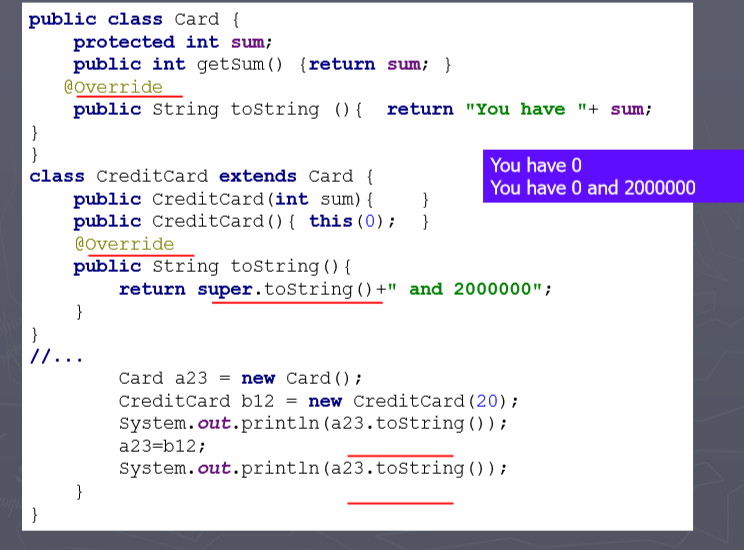 public class Card {
protected int sum;
public int getSum() {return sum; }
@Override
public String toString (){ return "You have "+ sum;
}
}
class CreditCard extends Card {
public CreditCard(int sum){ }
public CreditCard(){ this(0); }
@Override
public String toString(){
return super.toString()+" and 2000000";
}
}
//...
Card a23 = new Card();
CreditCard b12 = new CreditCard(20);
System.out.println(a23.toString());
a23=b12;
System.out.println(a23.toString());
}
}
You have 0
You have 0 and 2000000